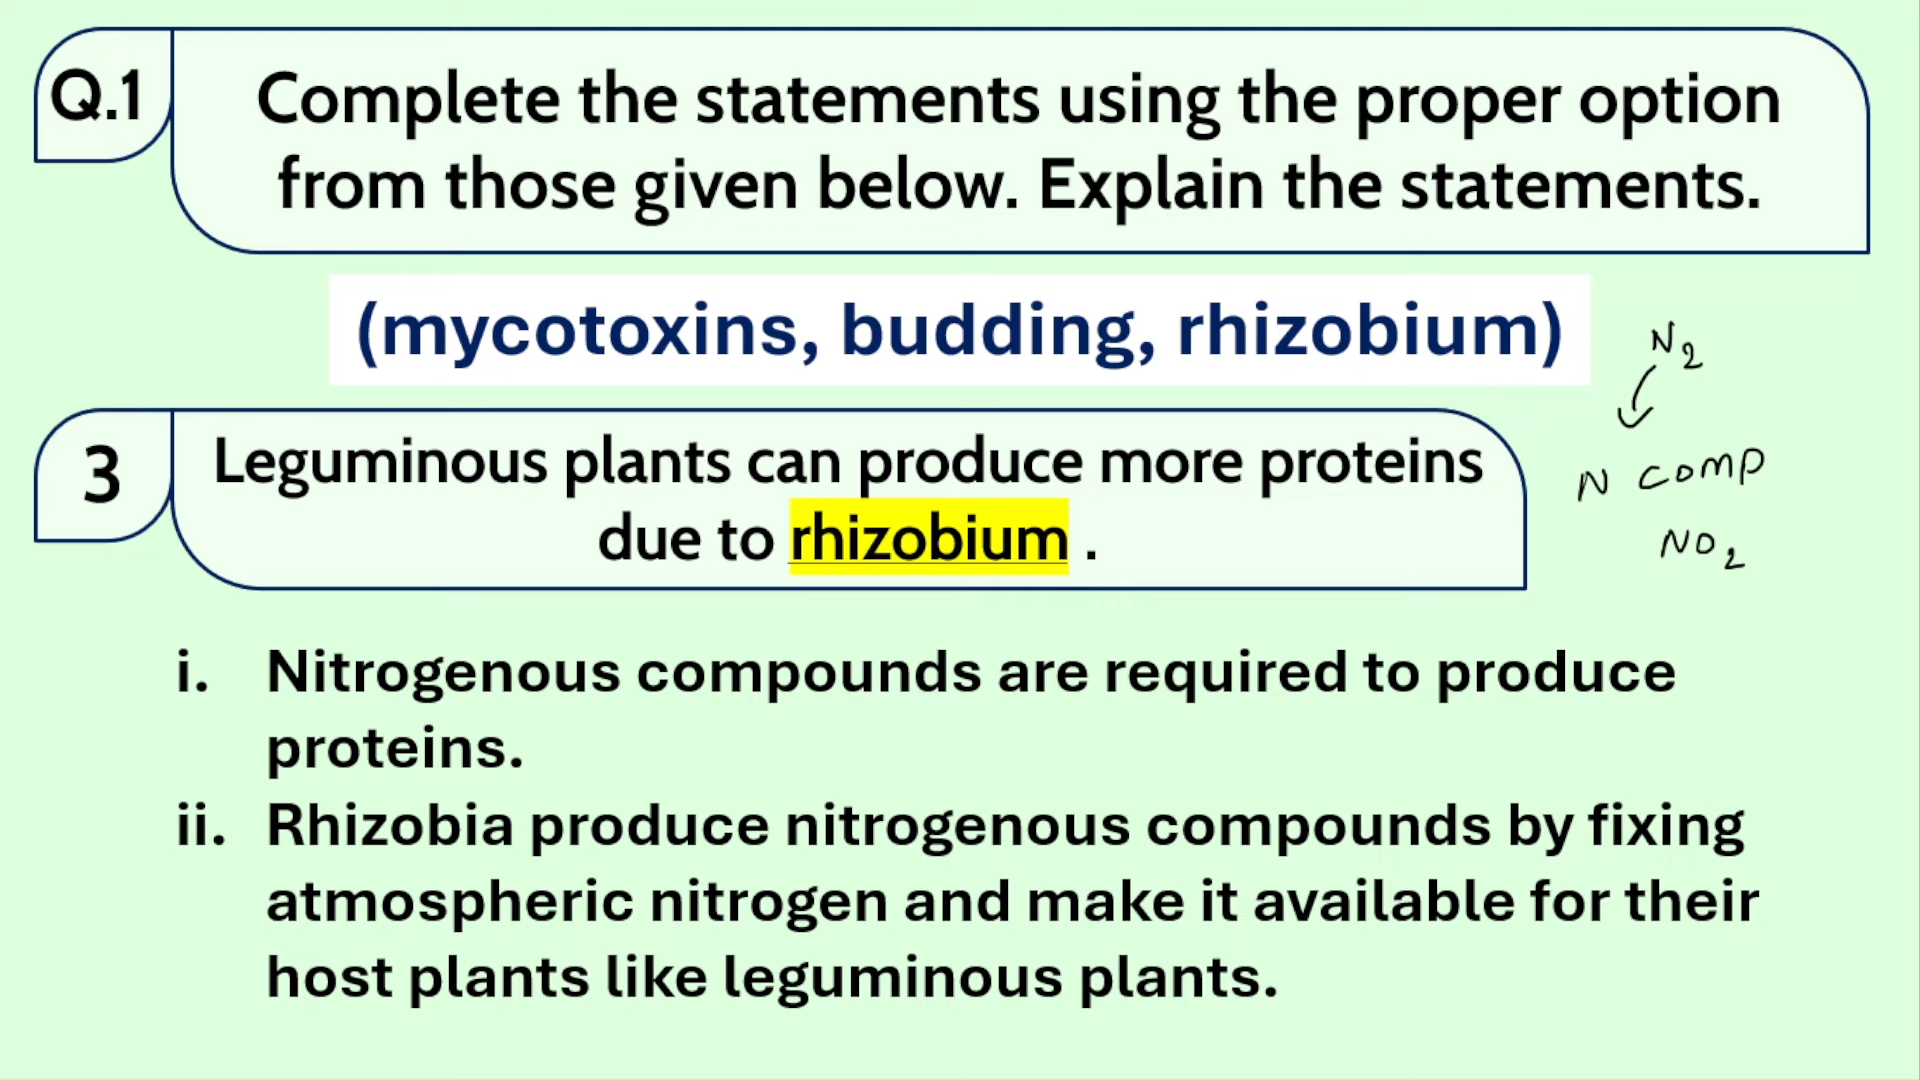 Q.1
Complete the statements using the proper option
from those given below. Explain the statements.
(mycotoxins, budding, rhizobium)
N2
N comp
NO2
3
Leguminous plants can produce more proteins
due to rhizobium .
i. Nitrogenous compounds are required to produce
proteins.
ii. Rhizobia produce nitrogenous compounds by fixing
atmospheric nitrogen and make it available for their
host plants like leguminous plants.